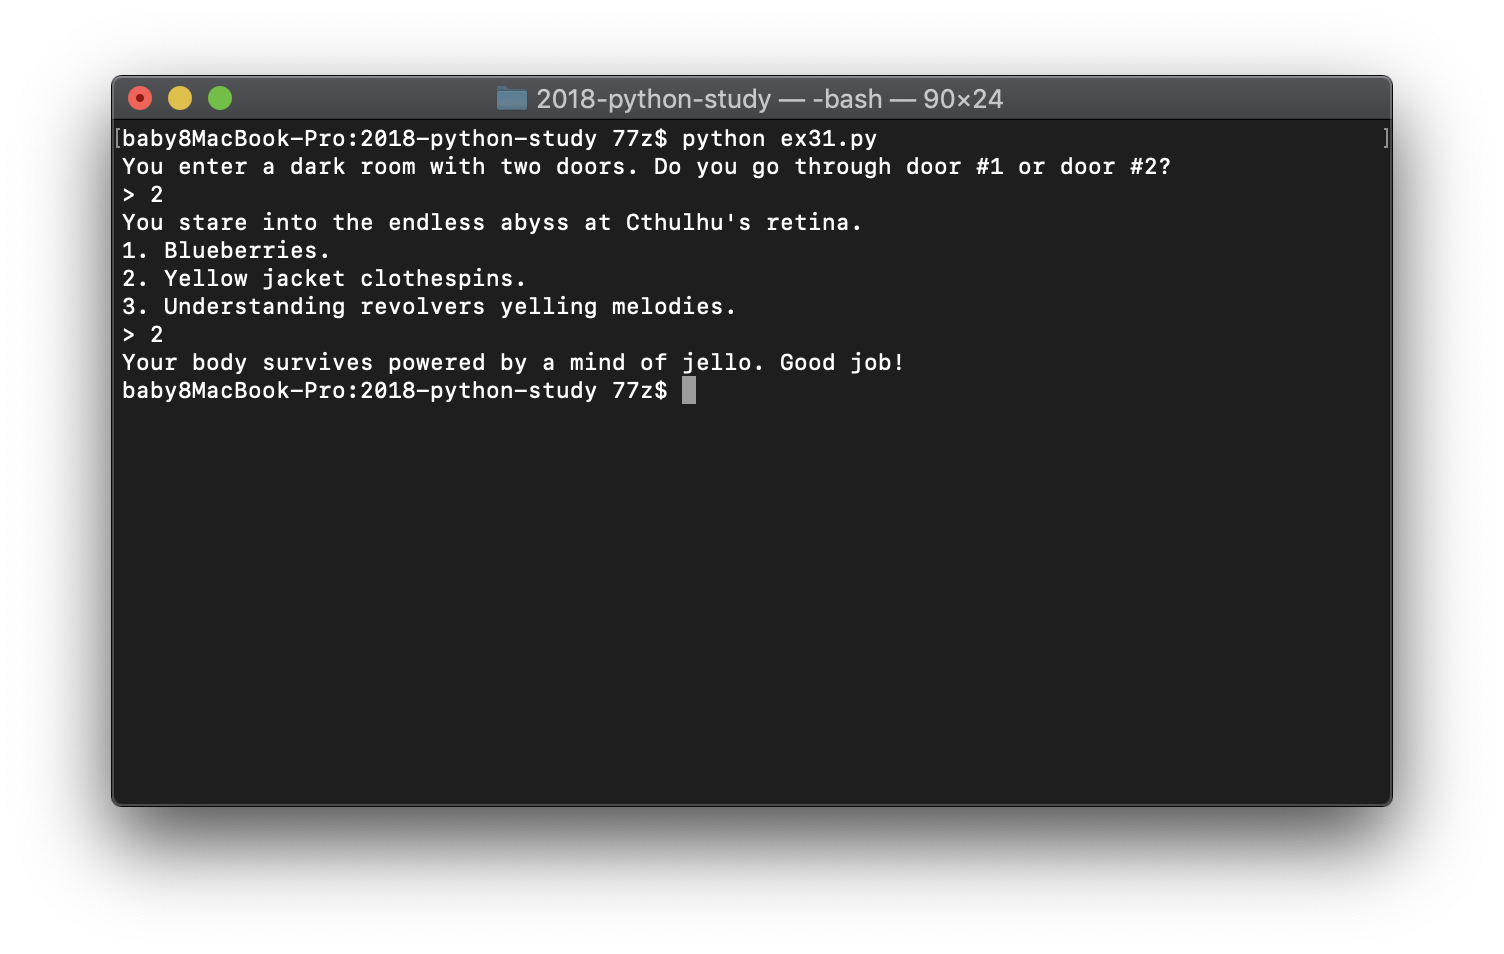 2018-python-study — -bash — 90×24
[baby8MacBook-Pro:2018-python-study 77z$ python ex31.py ]
You enter a dark room with two doors. Do you go through door #1 or door #2?
> 2
You stare into the endless abyss at Cthulhu's retina.
1. Blueberries.
2. Yellow jacket clothespins.
3. Understanding revolvers yelling melodies.
> 2
Your body survives powered by a mind of jello. Good job!
baby8MacBook-Pro:2018-python-study 77z$